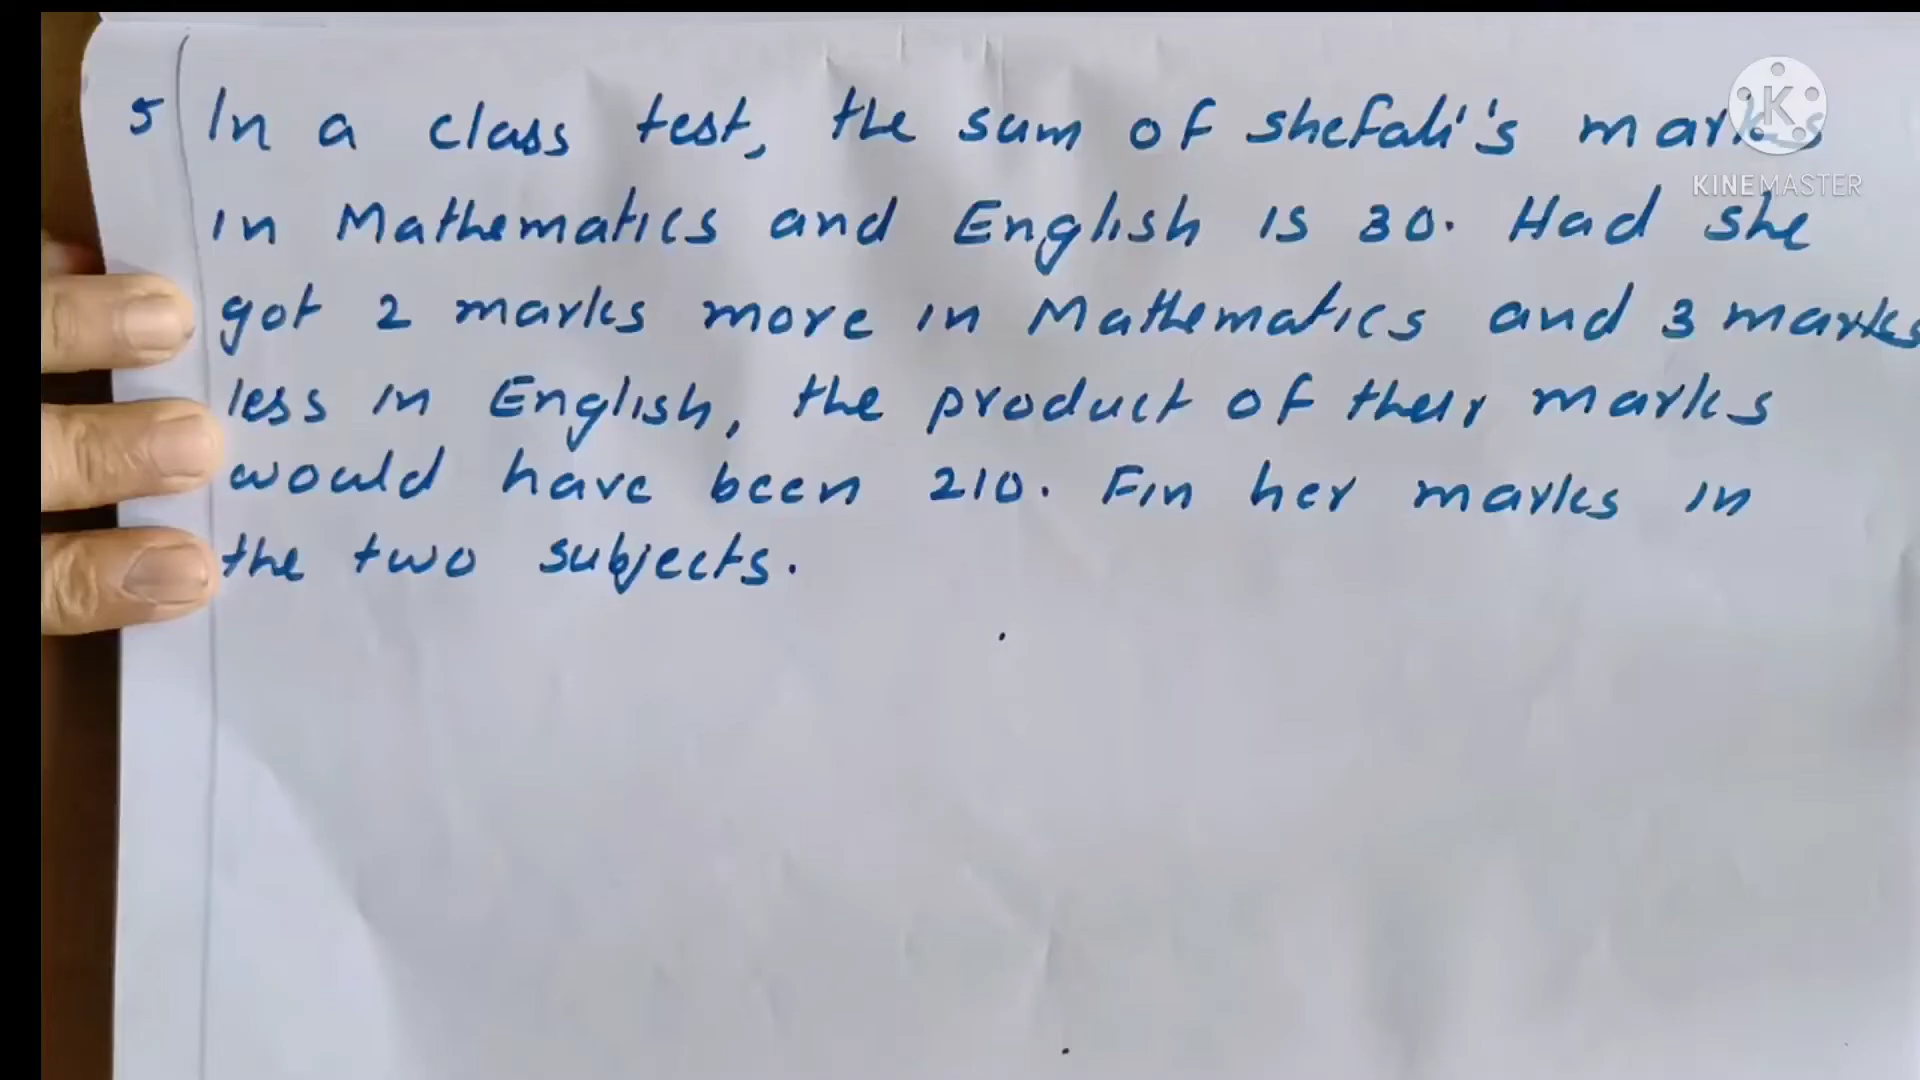 5 In a class test, the sum of shefali's marks
KINEMASTER
in Mathematics and English is 30. Had she
got 2 marks more in Mathematics and 3 marks
less in English, the product of their marks
would have been 210. Fin her marks in
the two subjects.